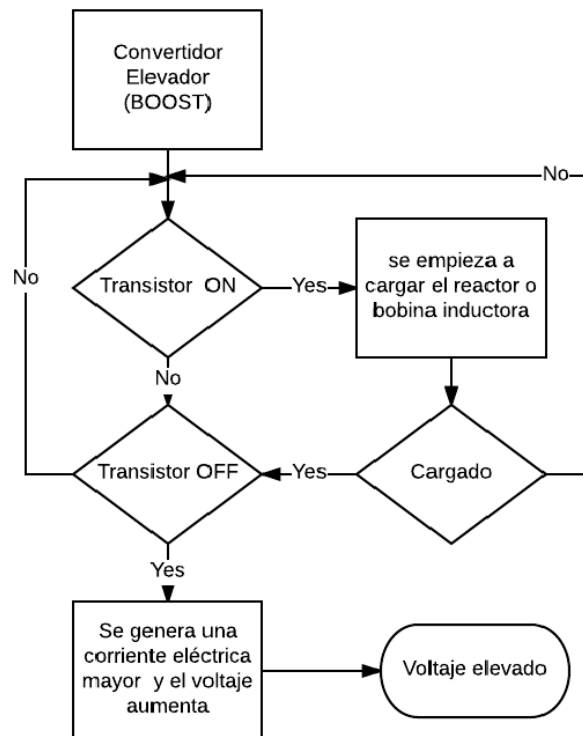 Convertidor
Elevador
(BOOST)
No
No
Transistor ON
Yes
se empieza a
cargar el reactor o
bobina inductora
No
Transistor OFF
Yes
Cargado
Yes
Se genera una
corriente eléctrica
mayor y el voltaje
aumenta
Voltaje elevado